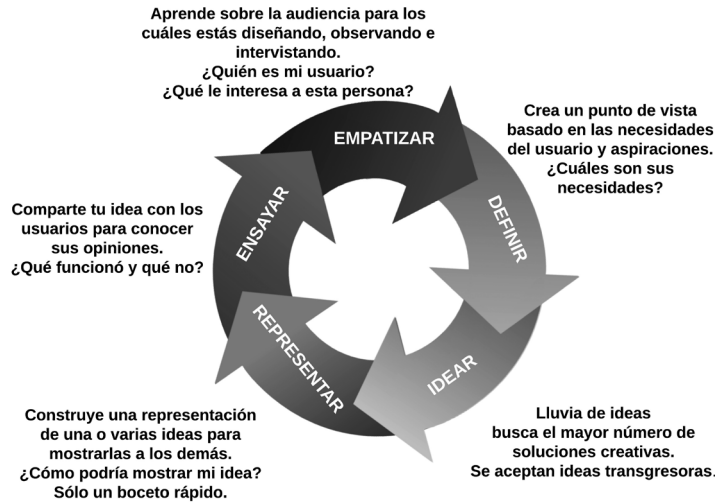 Aprende sobre la audiencia para los
cuáles estás diseñando, observando e
intervistando.
¿Quién es mi usuario?
¿Qué le interesa a esta persona?
EMPATIZAR
Crea un punto de vista
basado en las necesidades
del usuario y aspiraciones.
¿Cuáles son sus
necesidades?
DEFINIR
IDEAR
Lluvia de ideas
busca el mayor número de
soluciones creativas.
Se aceptan ideas transgresoras.
REPRESENTAR
Construye una representación
de una o varias ideas para
mostrarlas a los demás.
¿Cómo podría mostrar mi idea?
Sólo un boceto rápido.
ENSAYAR
Comparte tu idea con los
usuarios para conocer
sus opiniones.
¿Qué funcionó y qué no?